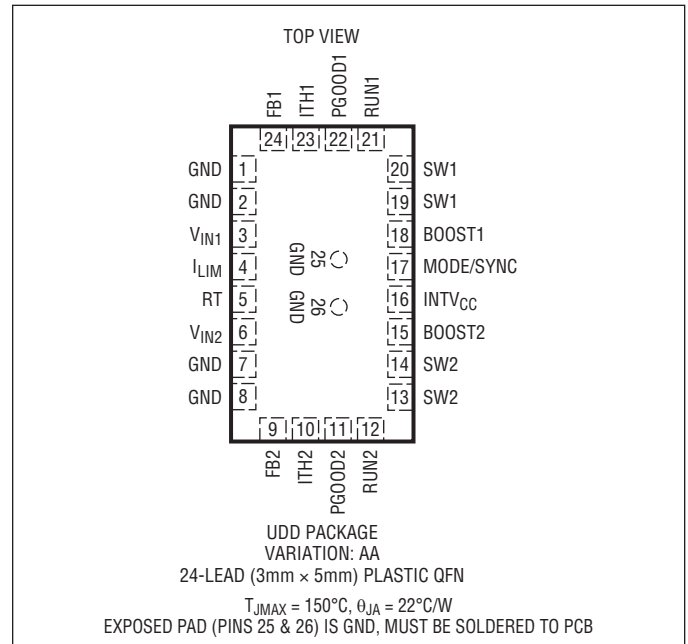 TOP VIEW
FB1
ITH1
PGOOD1
RUN1
24 23 22 21
GND 1
GND 2
VIN1 3
ILIM 4
RT 5
VIN2 6
GND 7
GND 8
20 SW1
19 SW1
18 BOOST1
17 MODE/SYNC
16 INTVCC
15 BOOST2
14 SW2
13 SW2
25
GND
26
GND
9 10 11 12
FB2
ITH2
PGOOD2
RUN2
UDD PACKAGE
VARIATION: AA
24-LEAD (3mm × 5mm) PLASTIC QFN
TJMAX = 150°C, θJA = 22°C/W
EXPOSED PAD (PINS 25 & 26) IS GND, MUST BE SOLDERED TO PCB